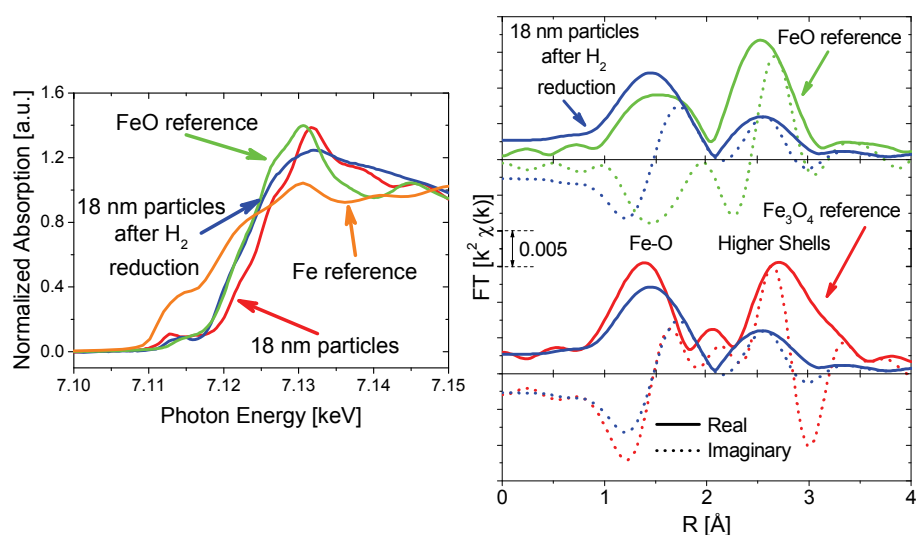 1.6
1.2
0.8
0.4
0.0
Normalized Absorption [a.u.]
FeO reference
18 nm particles
after H₂
reduction
Fe reference
18 nm particles
7.10 7.11 7.12 7.13 7.14 7.15
Photon Energy [keV]
18 nm particles
after H₂
reduction
FeO reference
Fe₃O₄ reference
0.005
Fe-O
Higher Shells
FT [k² χ(k)]
Real
Imaginary
0 1 2 3 4
R [Å]